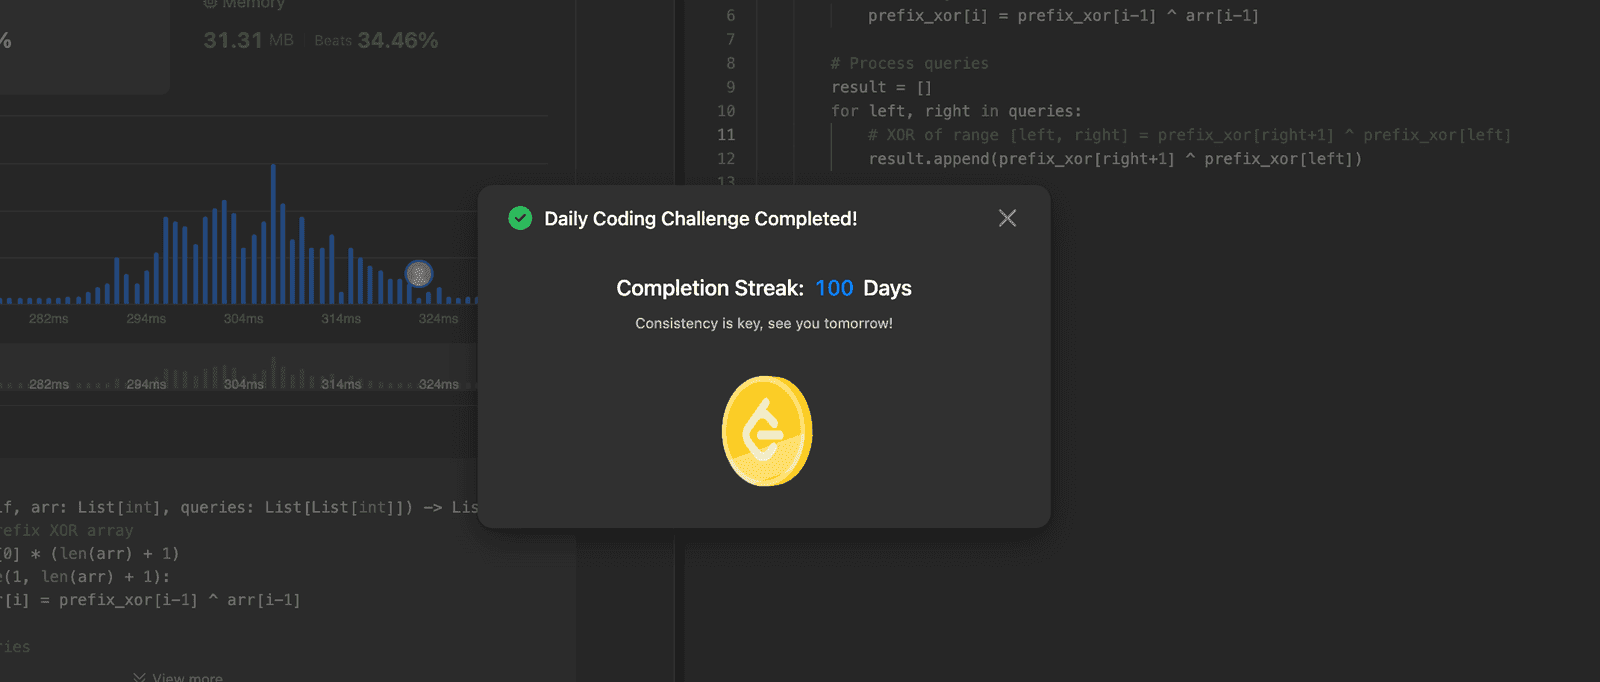 Memory
%
31.31 MB | Beats 34.46%
282ms 294ms 304ms 314ms 324ms
282ms 294ms 304ms 314ms 324ms
lf, arr: List[int], queries: List[List[int]]) -> Lis
refix XOR array
[0] * (len(arr) + 1)
e(1, len(arr) + 1):
r[i] = prefix_xor[i-1] ^ arr[i-1]
ries
View more
6 prefix_xor[i] = prefix_xor[i-1] ^ arr[i-1]
7
8 # Process queries
9 result = []
10 for left, right in queries:
11 # XOR of range [left, right] = prefix_xor[right+1] ^ prefix_xor[left]
12 result.append(prefix_xor[right+1] ^ prefix_xor[left])
13
Daily Coding Challenge Completed!
Completion Streak: 100 Days
Consistency is key, see you tomorrow!